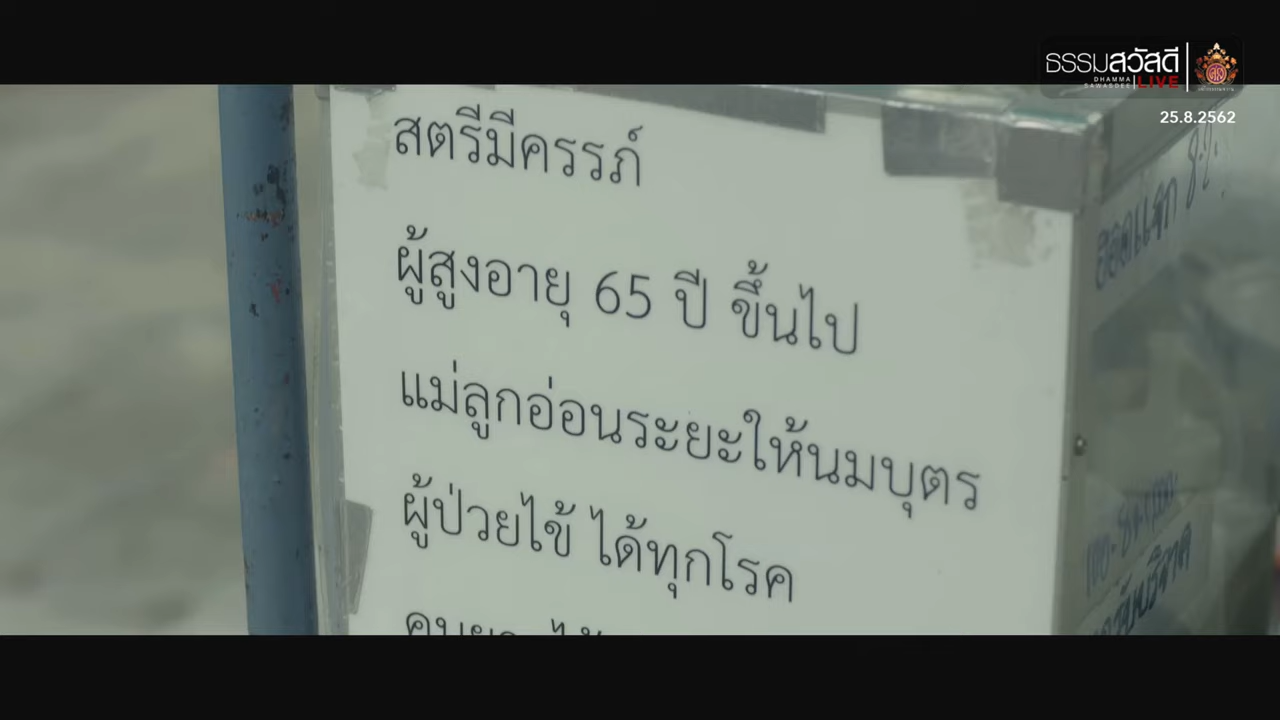 ธรรมสวัสดี
DHAMMA
SAWASDEE
LIVE
25.8.2562
สตรีมีครรภ์
ผู้สูงอายุ 65 ปี ขึ้นไป
แม่ลูกอ่อนระยะให้นมบุตร
ผู้ป่วยไข้ ได้ทุกโรค